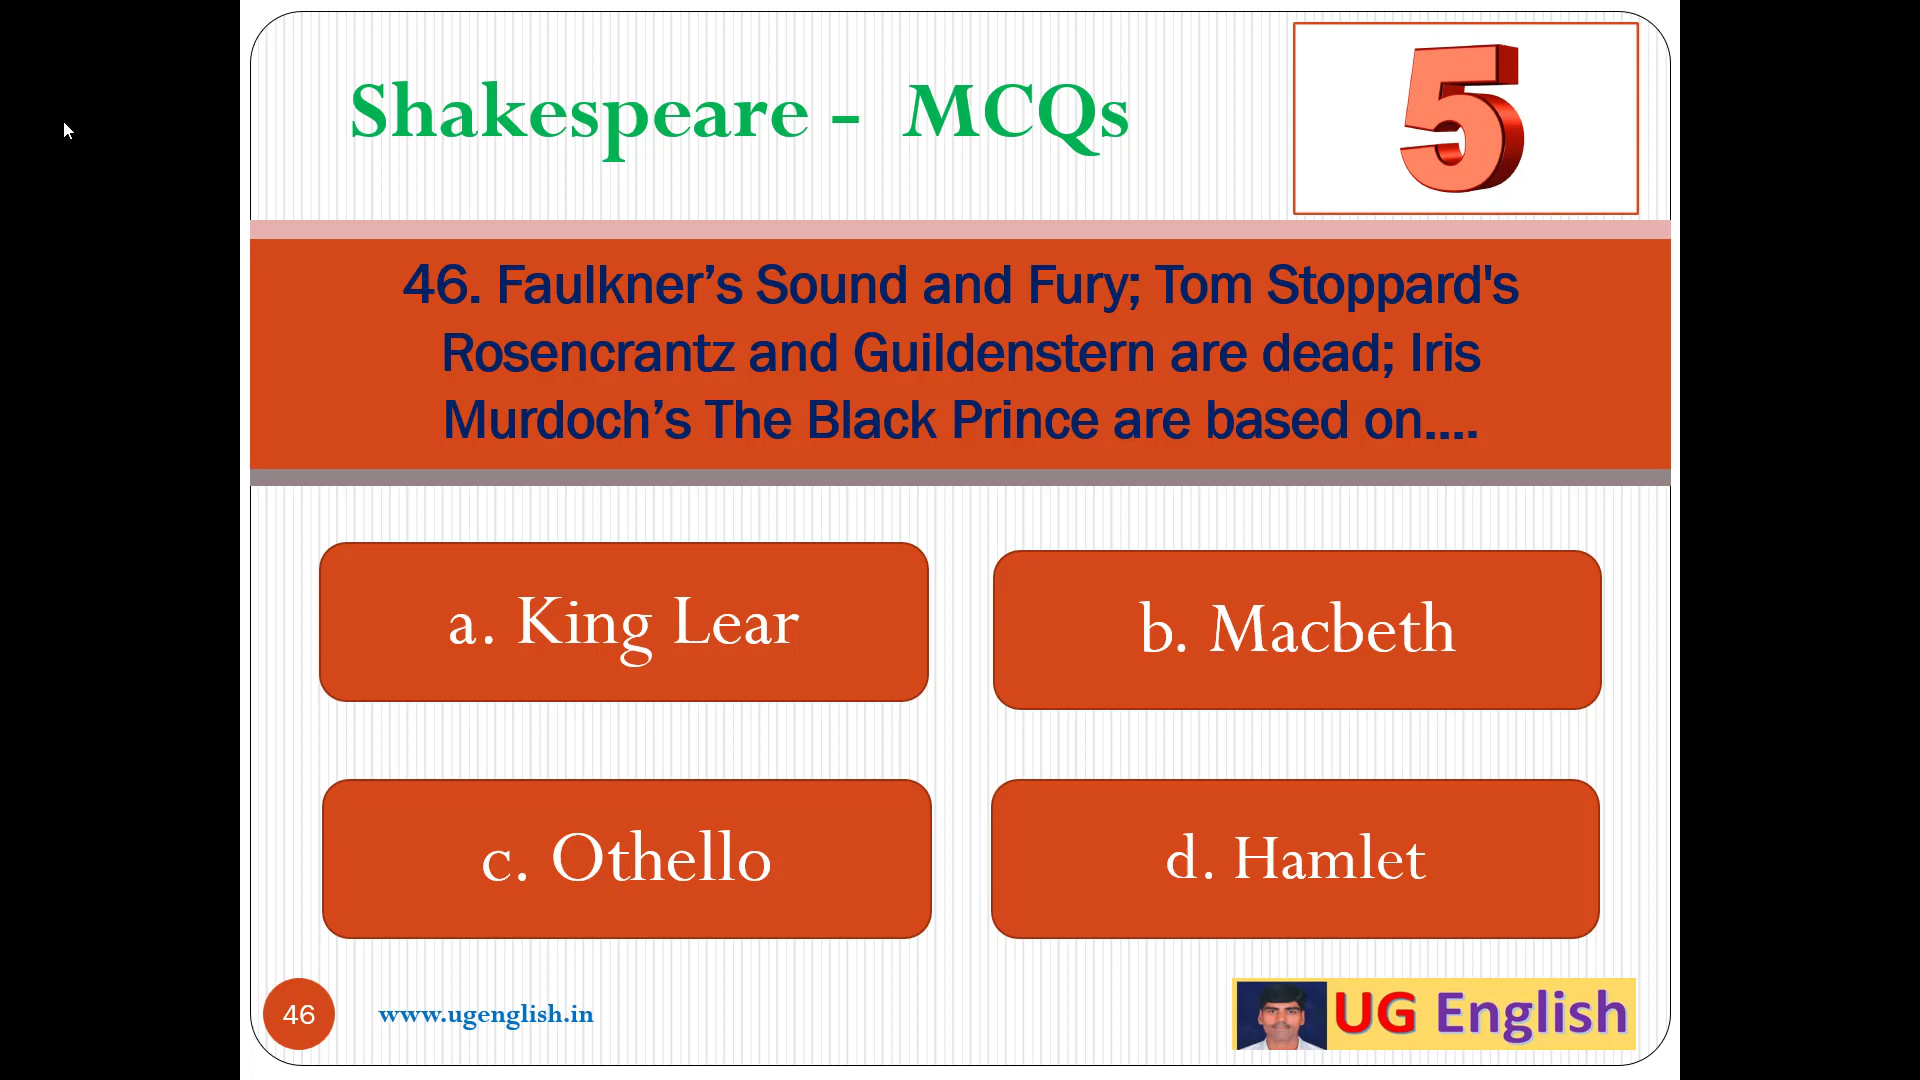 Shakespeare - MCQs
5
46. Faulkner’s Sound and Fury; Tom Stoppard's
Rosencrantz and Guildenstern are dead; Iris
Murdoch’s The Black Prince are based on....
a. King Lear
b. Macbeth
c. Othello
d. Hamlet
46
www.ugenglish.in
UG English